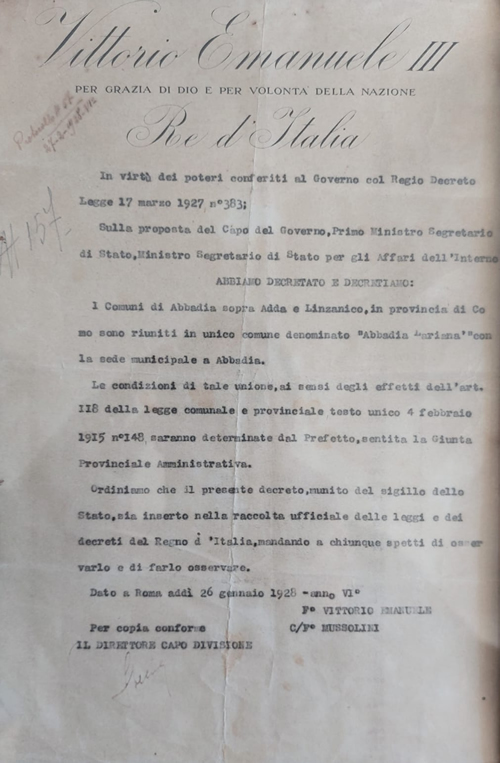 Vittorio Emanuele III
PER GRAZIA DI DIO E PER VOLONTÀ DELLA NAZIONE
Re d'Italia
# 157
In virtù dei poteri conferiti al Governo col Regio Decreto
Legge 17 marzo 1927, n°383;
Sulla proposta del Capo del Governo,Primo Ministro Segretario
di Stato,Ministro Segretario di Stato per gli Affari dell'Interno
ABBIAMO DECRETATO E DECRETIAMO:
l Comuni di Abbadia sopra Adda e Linzanico,in provincia di Co
mo sono riuniti in unico comune denominato "Abbadia Lariana"con
la sede municipale a Abbadia.
Le condizioni di tale unione,ai sensi degli effetti dell'art.
118 della legge comunale e provinciale testo unico 4 febbraio
1915 n°148, saranno determinate dal Prefetto,sentita la Giunta
Provinciale Amministrativa.
Ordiniamo che il presente decreto,munito del sigillo dello
Stato,sia inserto nella raccolta ufficiale delle leggi e dei
decreti del Regno d'Italia,mandando a chiunque spetti di osser
varlo e di farlo osservare.
Dato a Roma addì 26 gennaio 1928 -anno VI°
F° VITTORIO EMANUELE
Per copia conforme C/F° MUSSOLINI
IL DIRETTORE CAPO DIVISIONE